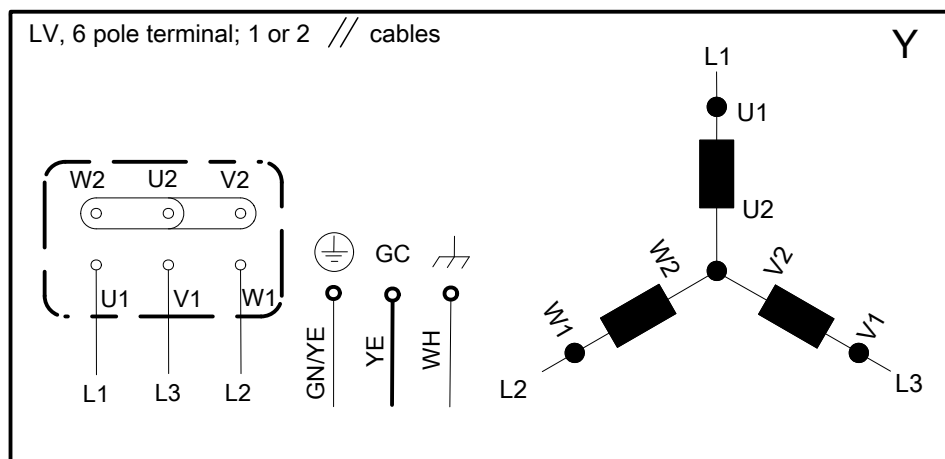 LV, 6 pole terminal; 1 or 2 // cables
Y
W2 U2 V2
U1 V1 W1
L1 L3 L2
GC
GN/YE YE WH
L1
U1
U2
W2 V2
W1 V1
L2 L3